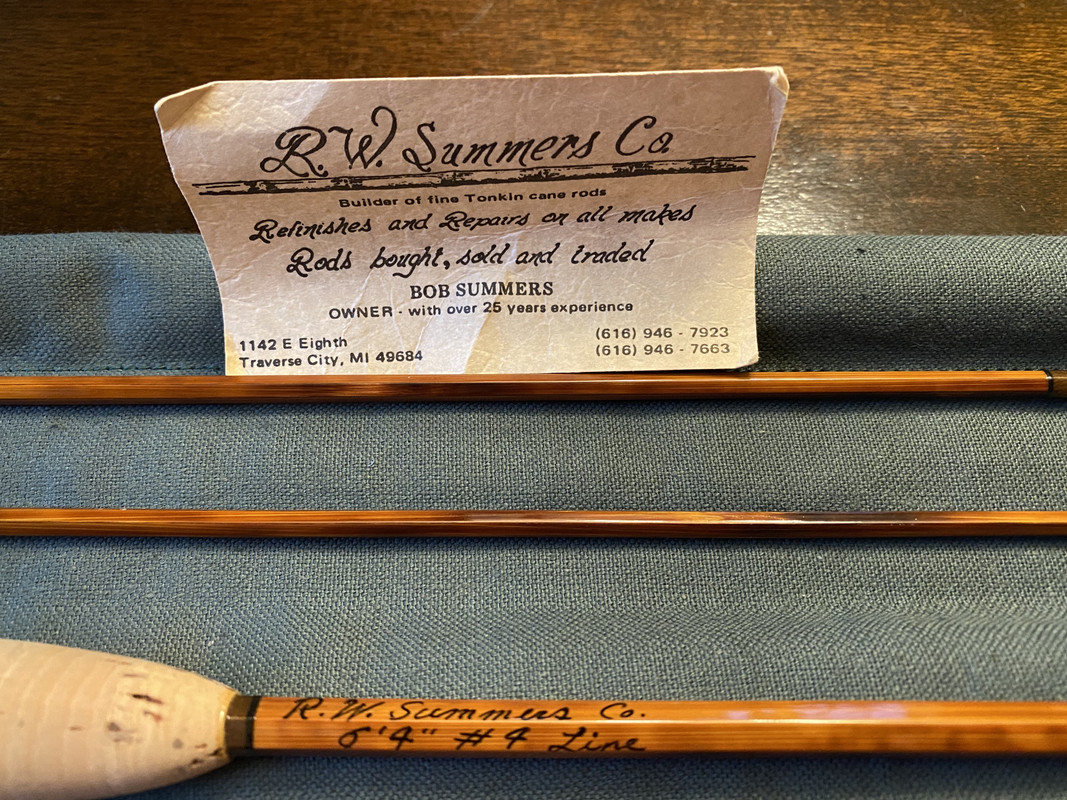 R.W. Summers Co
Builder of fine Tonkin cane rods
Refinishes and Repairs on all makes
Rods bought, sold and traded
BOB SUMMERS
OWNER - with over 25 years experience
1142 E Eighth
Traverse City, MI 49684
(616) 946 - 7923
(616) 946 - 7663
R.W. Summers Co.
6'4" #4 Line